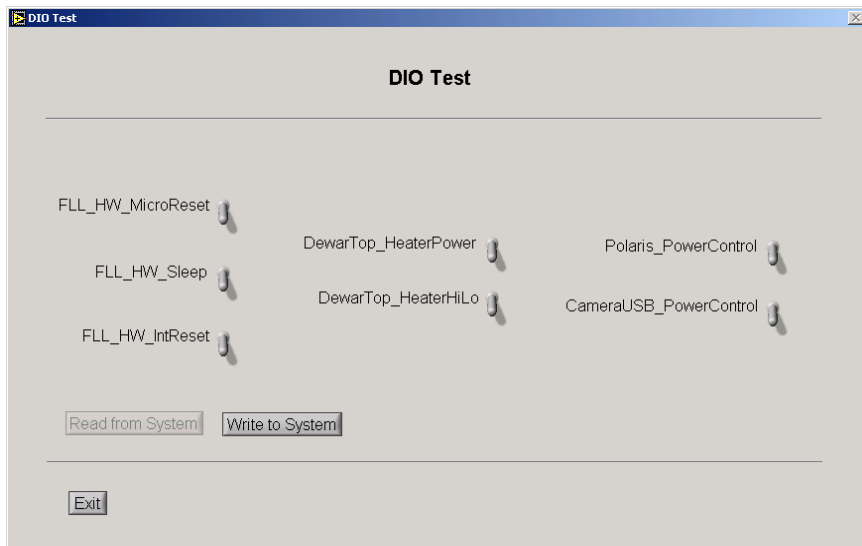 DIO Test
DIO Test
FLL_HW_MicroReset
FLL_HW_Sleep
FLL_HW_IntReset
DewarTop_HeaterPower
DewarTop_HeaterHiLo
Polaris_PowerControl
CameraUSB_PowerControl
Read from System
Write to System
Exit